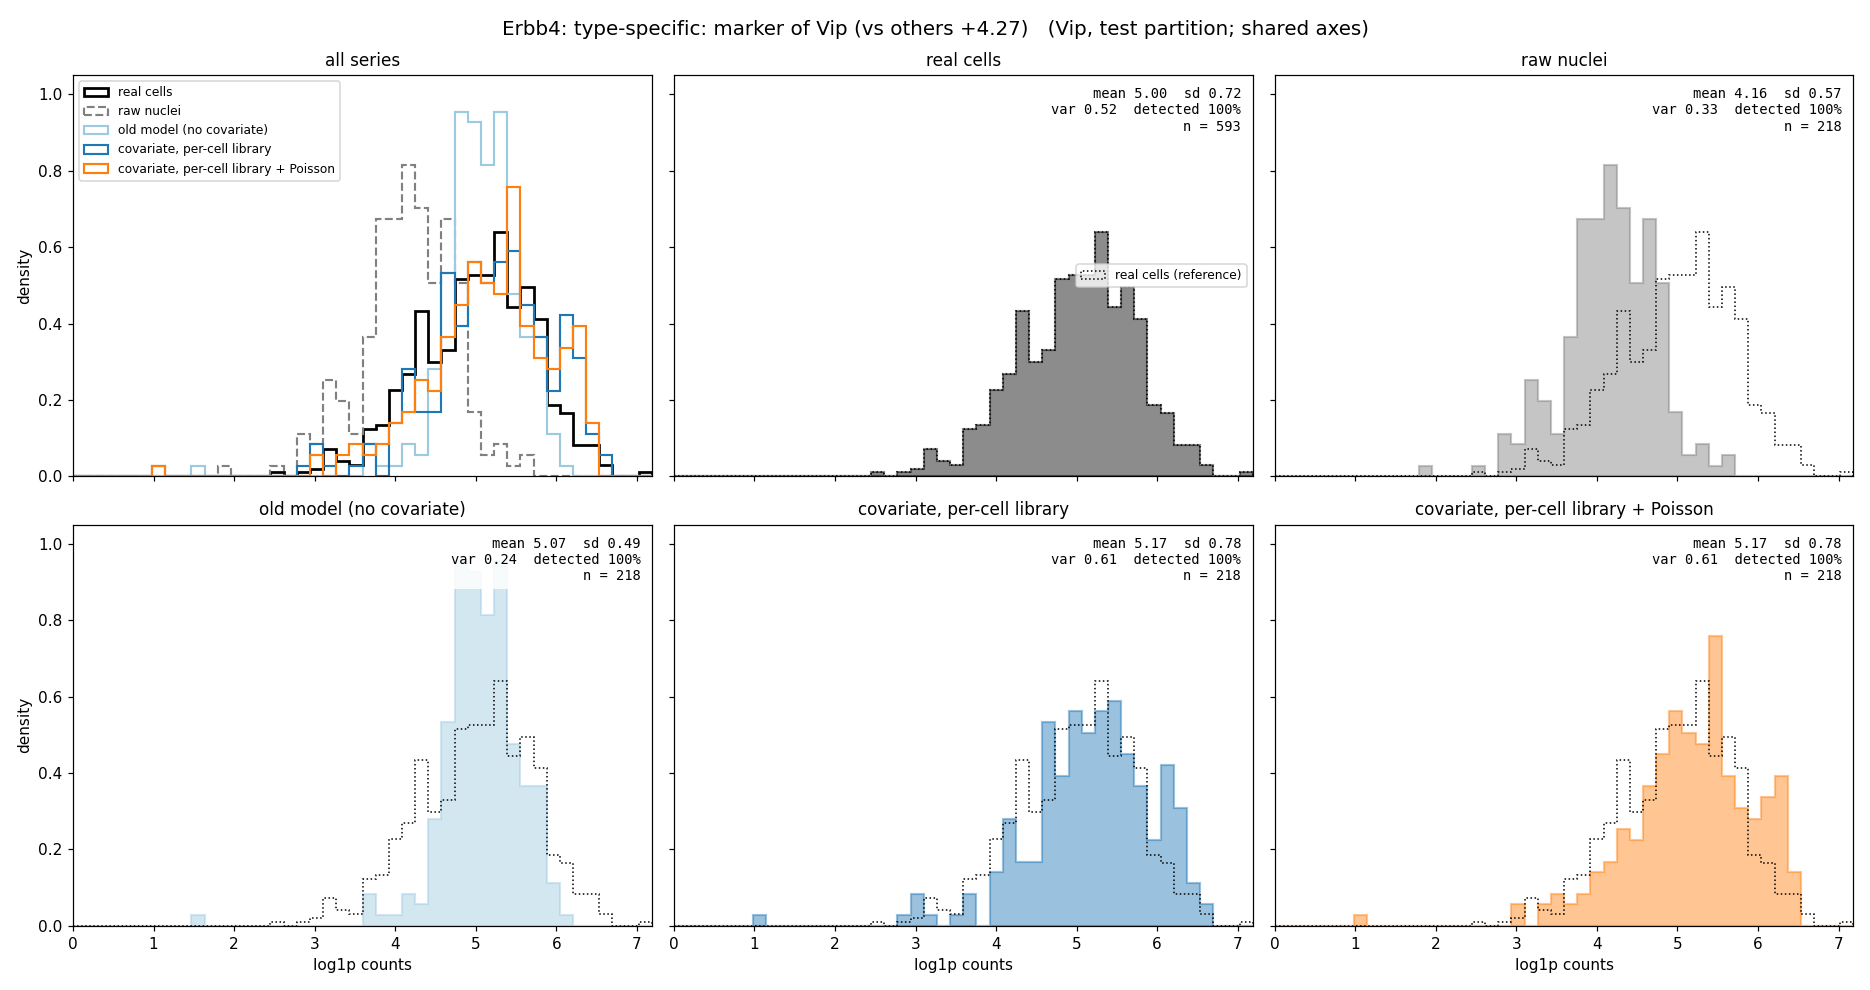 Erbb4: type-specific: marker of Vip (vs others +4.27)   (Vip, test partition; shared axes)
all series
real cells
raw nuclei
1.0
0.8
0.6
0.4
0.2
0.0
density
real cells
raw nuclei
old model (no covariate)
covariate, per-cell library
covariate, per-cell library + Poisson
mean 5.00  sd 0.72
var 0.52  detected 100%
n = 593
real cells (reference)
mean 4.16  sd 0.57
var 0.33  detected 100%
n = 218
old model (no covariate)
covariate, per-cell library
covariate, per-cell library + Poisson
1.0
0.8
0.6
0.4
0.2
0.0
density
mean 5.07  sd 0.49
var 0.24  detected 100%
n = 218
mean 5.17  sd 0.78
var 0.61  detected 100%
n = 218
mean 5.17  sd 0.78
var 0.61  detected 100%
n = 218
0 1 2 3 4 5 6 7
0 1 2 3 4 5 6 7
0 1 2 3 4 5 6 7
log1p counts
log1p counts
log1p counts